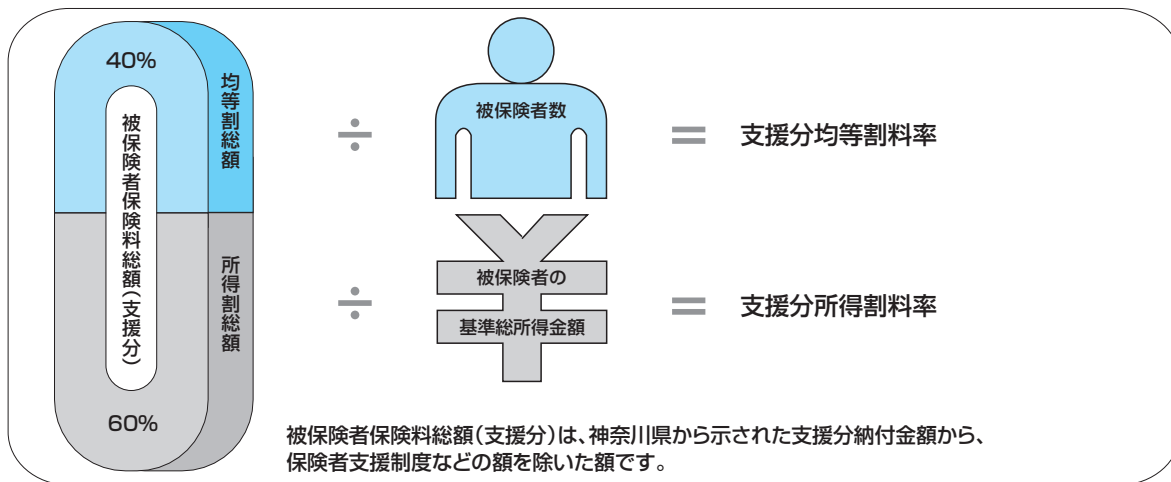 40%
均等割総額
被保険者保険料総額（支援分）
所得割総額
60%
÷
被保険者数
＝ 支援分均等割料率
÷
被保険者の
基準総所得金額
＝ 支援分所得割料率
被保険者保険料総額（支援分）は、神奈川県から示された支援分納付金額から、
保険者支援制度などの額を除いた額です。